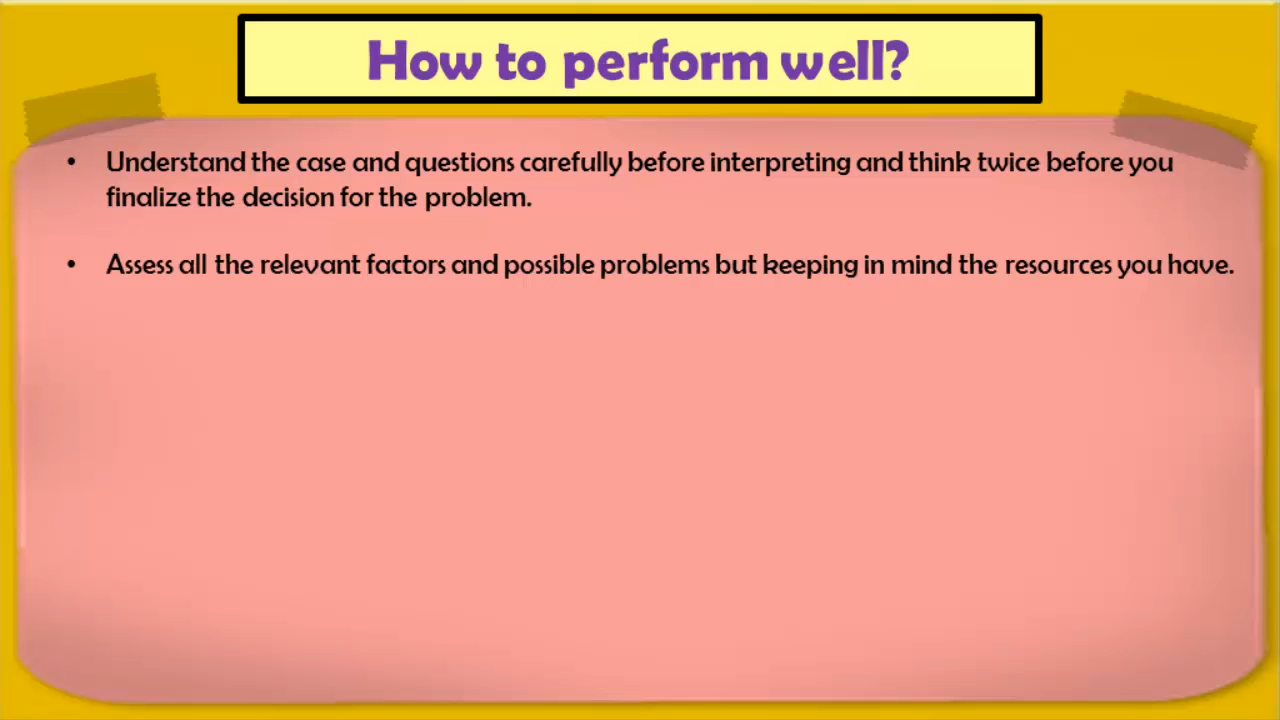 How to perform well?
• Understand the case and questions carefully before interpreting and think twice before you
finalize the decision for the problem.
• Assess all the relevant factors and possible problems but keeping in mind the resources you have.